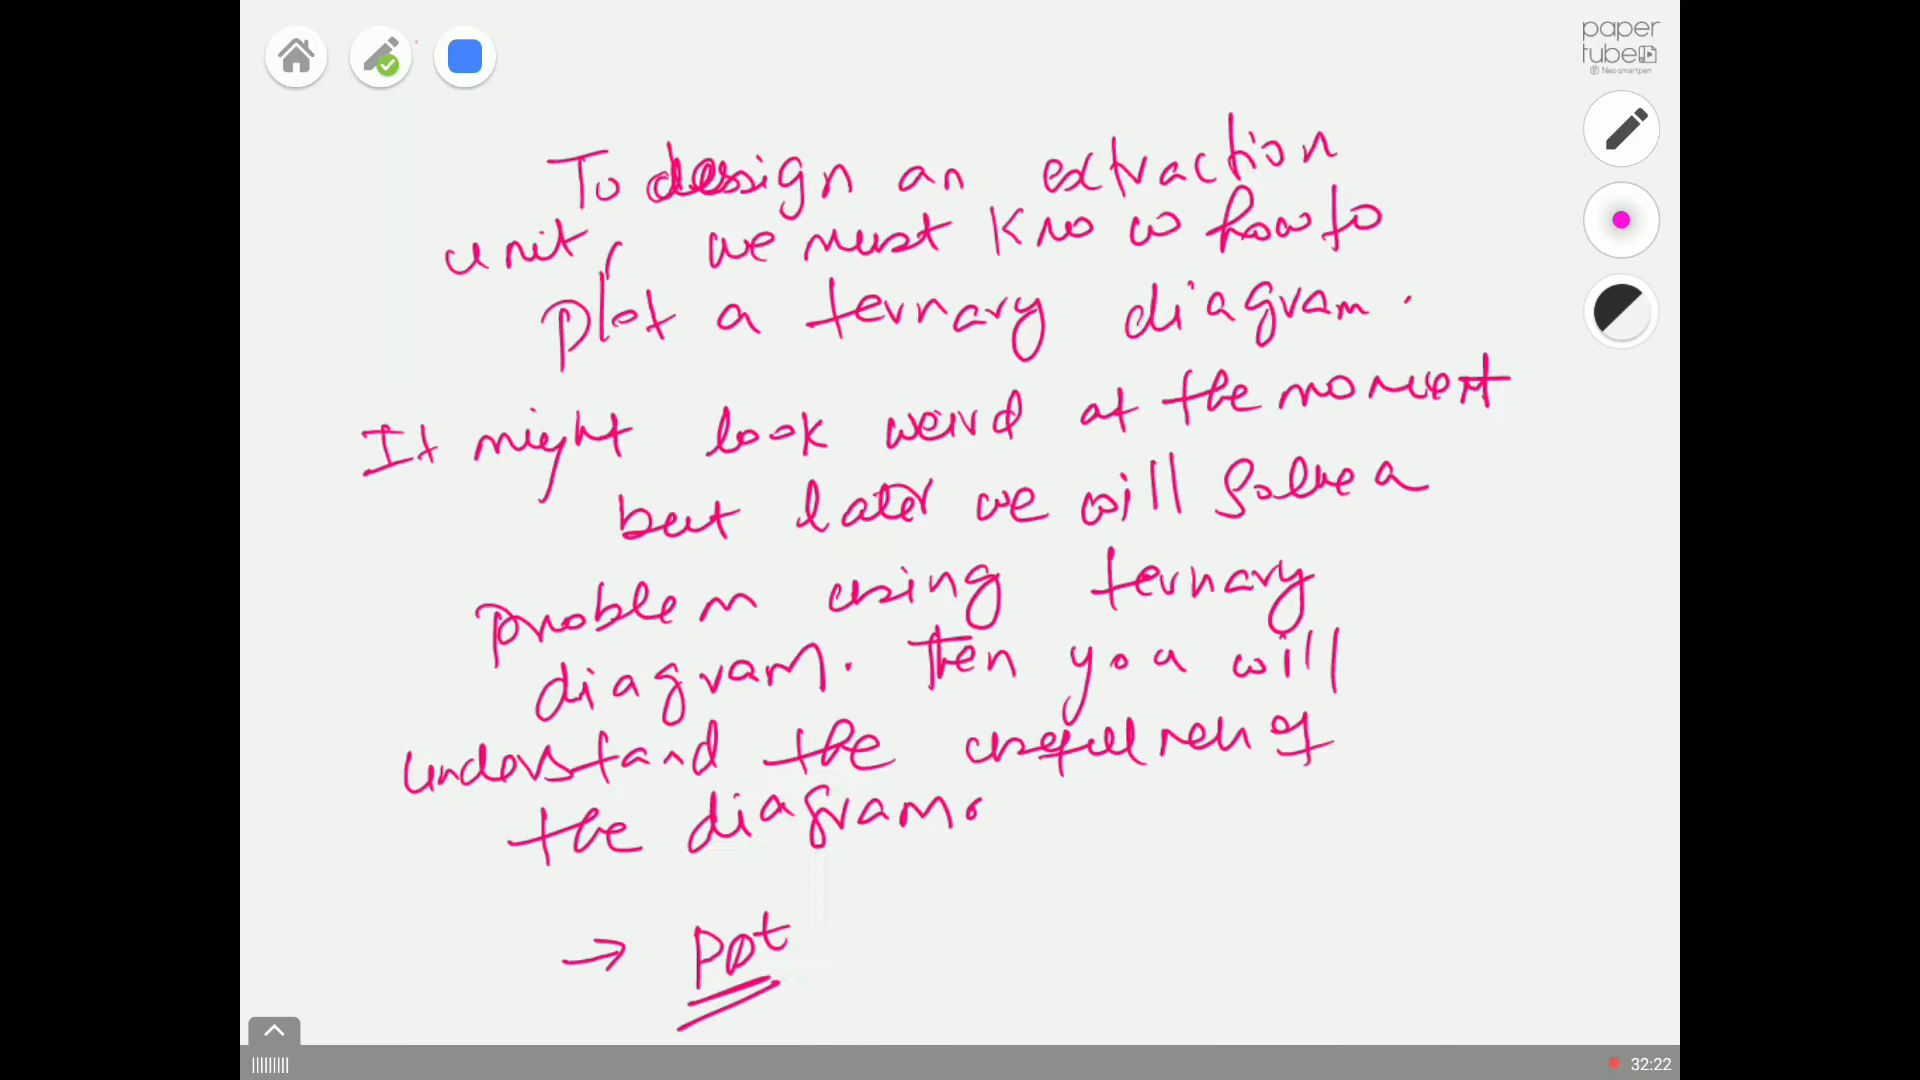 paper
tube
Neo smartpen
To design an extraction
unit, we must know how to
plot a ternary diagram.
It might look weird at the moment
but later we will solve a
problem using ternary
diagram. Then you will
understand the usefulness of
the diagram.
→
32:22